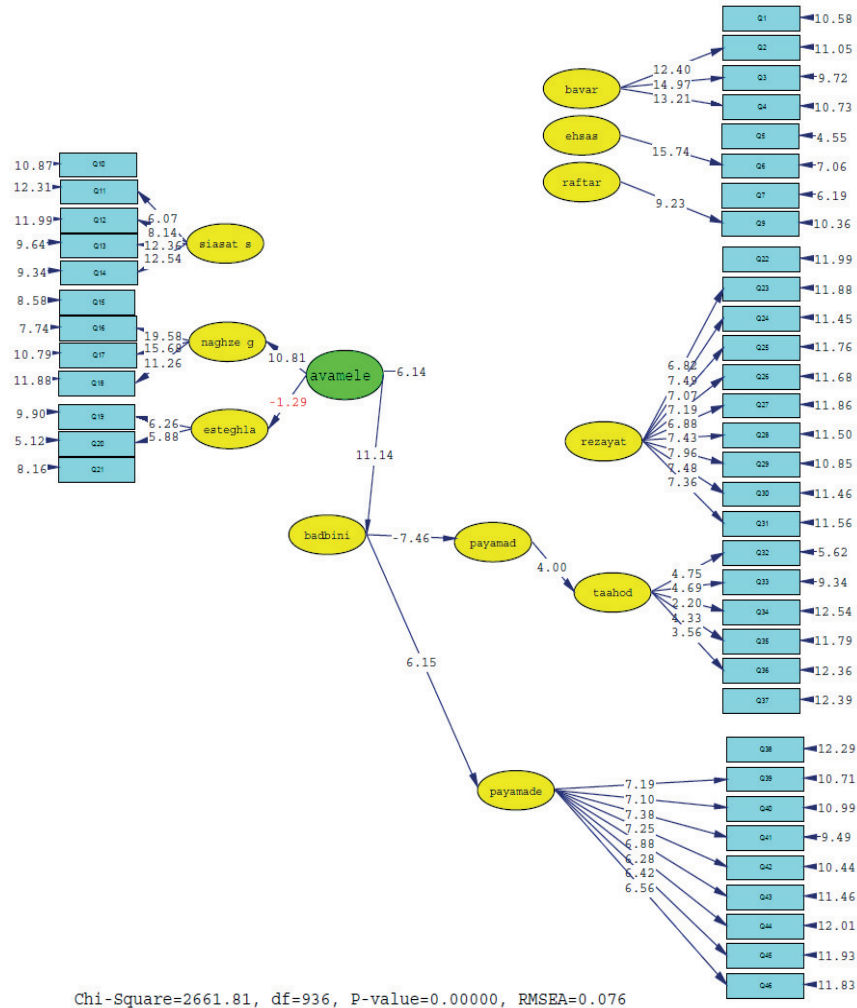 Q1 10.58
Q2 11.05
12.40
Q3 9.72
bavar 14.97
13.21
Q4 10.73
ehsas
Q5 4.55
15.74
Q6 7.06
raftar
Q7 6.19
9.23
Q9 10.36
10.87 Q10
12.31 Q11
11.99 Q12
6.07
8.14
9.64 Q13
12.36
siasat s
12.54
9.34 Q14
8.58 Q15
7.74 Q16
19.58
naghze g
15.68
10.79 Q17
11.26
11.88 Q18
10.81
avamele 6.14
-1.29
9.90 Q19
6.26
5.88
esteghla
5.12 Q20
8.16 Q21
11.14
Q22 11.99
Q23 11.88
Q24 11.45
Q25 11.76
6.82
7.49
7.07
Q26 11.68
7.19
6.88
Q27 11.86
rezayat
7.43
Q28 11.50
7.96
Q29 10.85
7.48
7.36
Q30 11.46
Q31 11.56
badbini -7.46 payamad
4.00
taahod
Q32 5.62
4.75
4.69
Q33 9.34
2.20
Q34 12.54
4.33
3.56
Q35 11.79
Q36 12.36
Q37 12.39
6.15
payamade
Q38 12.29
7.19
Q39 10.71
7.10
Q40 10.99
7.38
Q41 9.49
7.25
6.88
Q42 10.44
6.28
Q43 11.46
6.42
6.56
Q44 12.01
Q45 11.93
Q46 11.83
Chi-Square=2661.81, df=936, P-value=0.00000, RMSEA=0.076